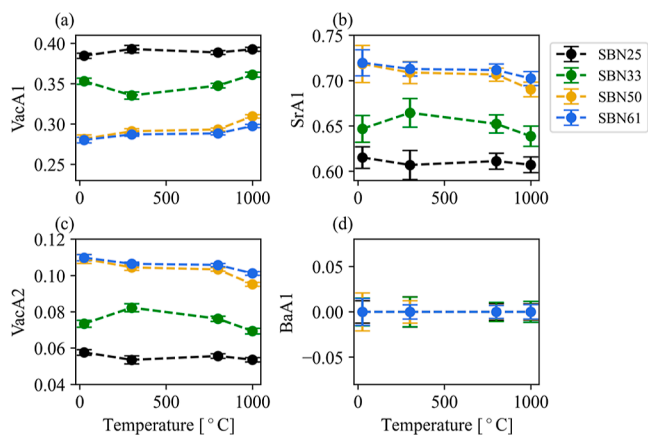 (a)
VacA1
0.40
0.35
0.30
0.25
0
500
1000
(b)
SrA1
0.75
0.70
0.65
0.60
0
500
1000
SBN25
SBN33
SBN50
SBN61
(c)
VacA2
0.12
0.10
0.08
0.06
0.04
0
500
1000
Temperature [°C]
(d)
BaA1
0.05
0.00
−0.05
0
500
1000
Temperature [°C]